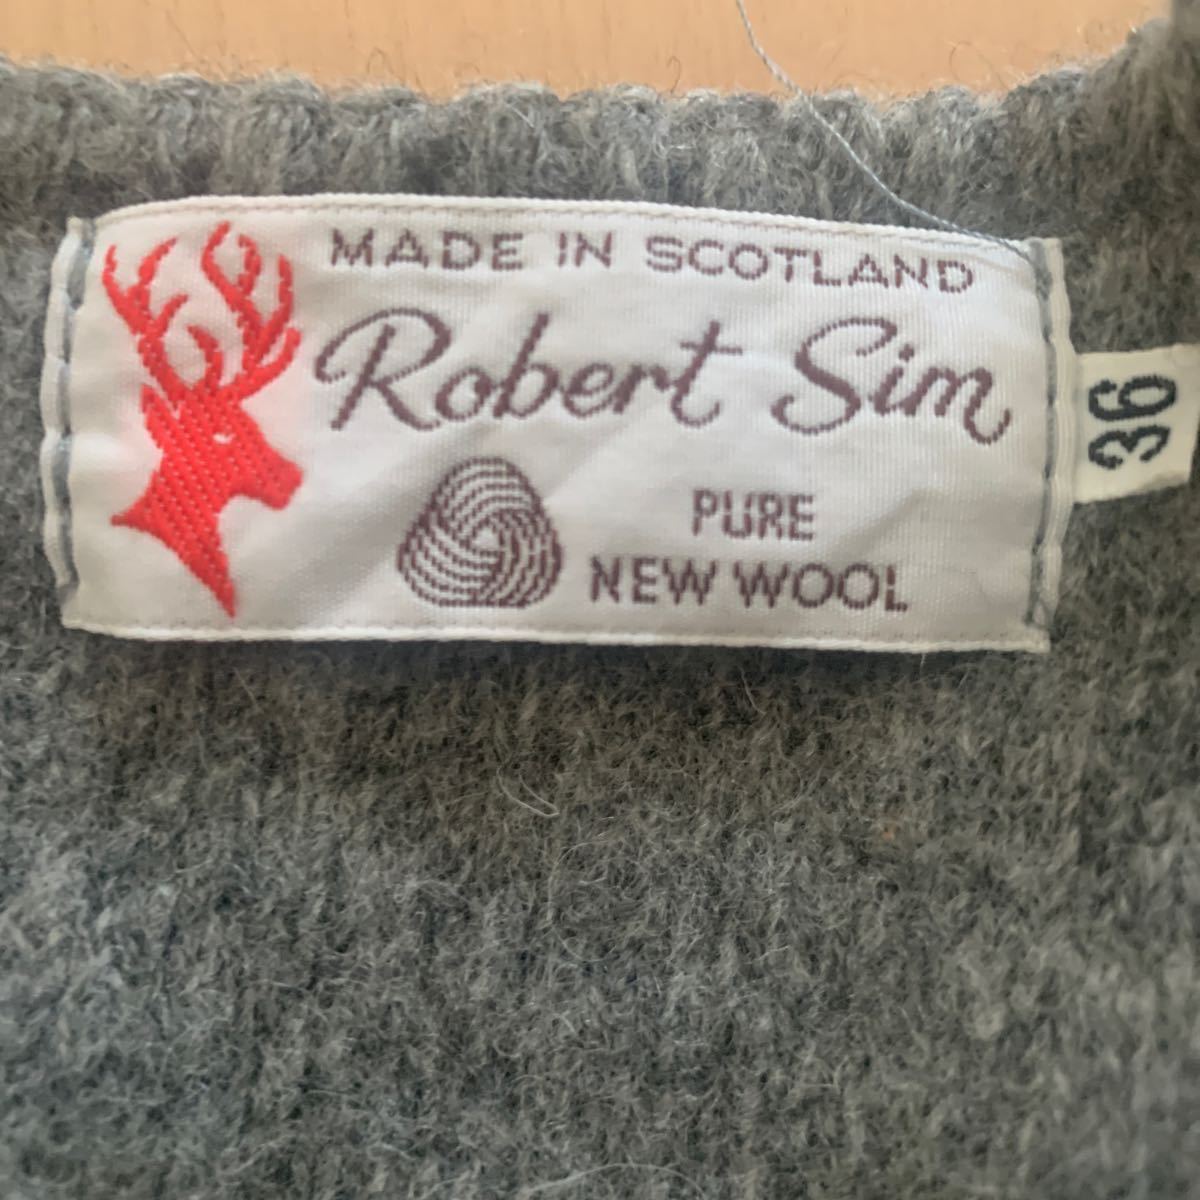 MADE IN SCOTLAND
Robert Sim
PURE
NEW WOOL
36